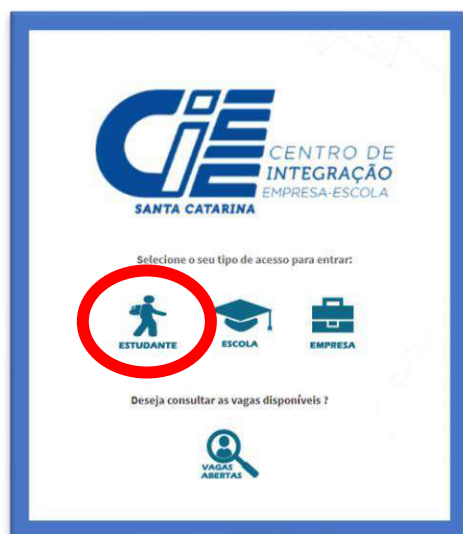 CIEE
CENTRO DE
INTEGRAÇÃO
EMPRESA-ESCOLA
SANTA CATARINA
Selecione o seu tipo de acesso para entrar:
ESTUDANTE
ESCOLA
EMPRESA
Deseja consultar as vagas disponíveis ?
VAGAS
ABERTAS